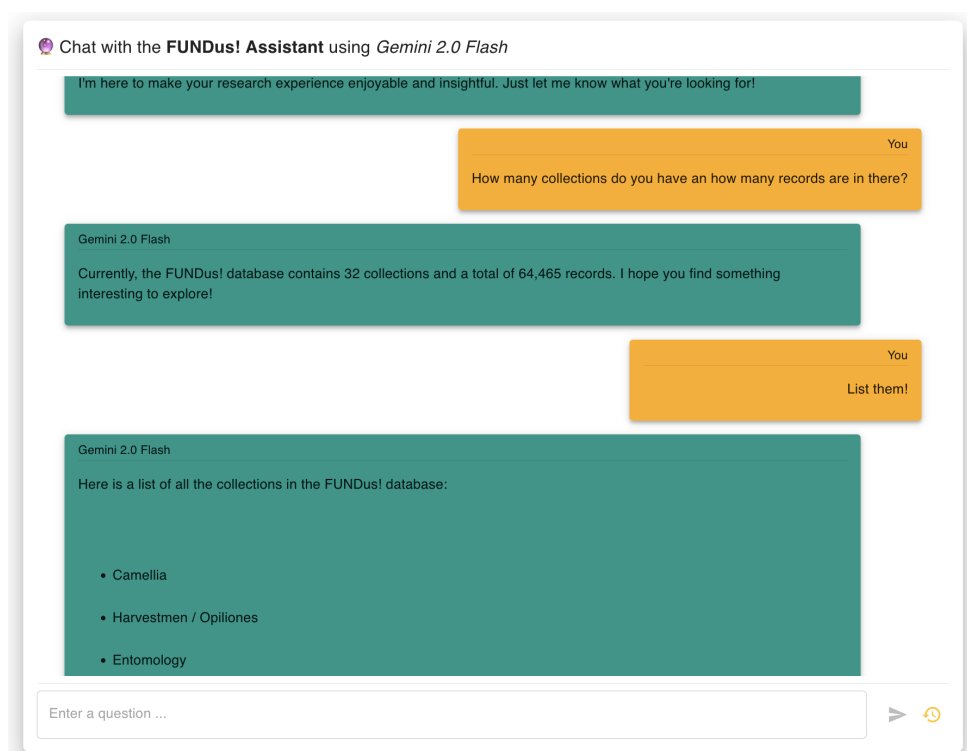 🔮 Chat with the FUNDus! Assistant using Gemini 2.0 Flash
I'm here to make your research experience enjoyable and insightful. Just let me know what you're looking for!
You
How many collections do you have an how many records are in there?
Gemini 2.0 Flash
Currently, the FUNDus! database contains 32 collections and a total of 64,465 records. I hope you find something
interesting to explore!
You
List them!
Gemini 2.0 Flash
Here is a list of all the collections in the FUNDus! database:
• Camellia
• Harvestmen / Opiliones
• Entomology
Enter a question ...